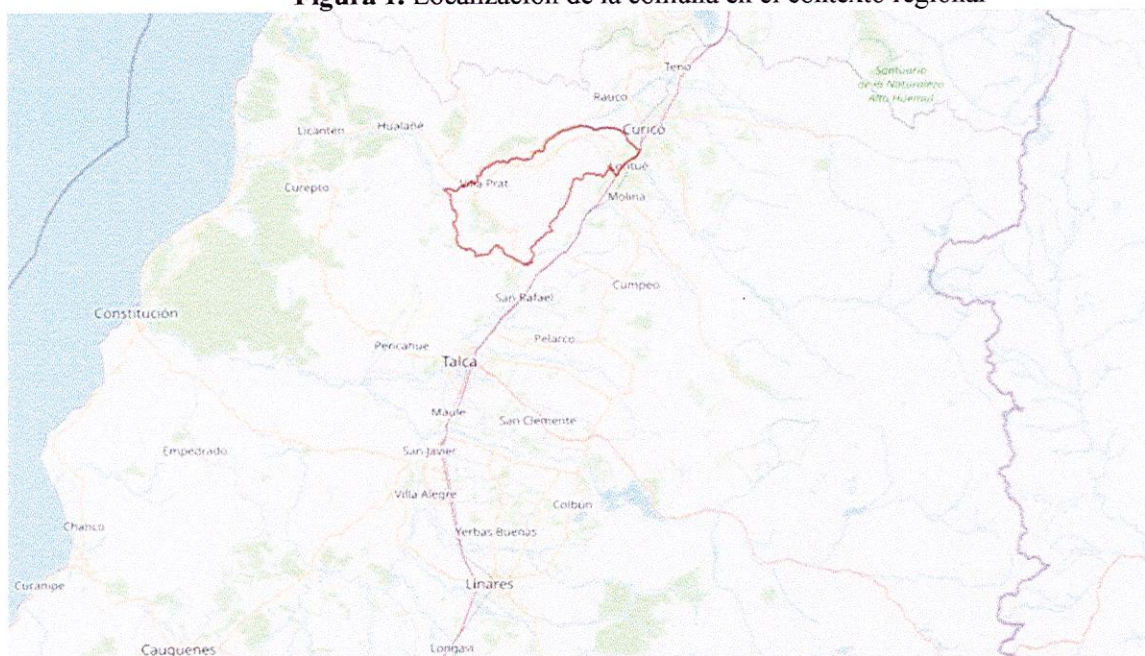 Figura 1. Localización de la comuna en el contexto regional
Teno
Santuario
de la Naturaleza
Alto Huemul
Rauco
Licantén
Hualañé
Curicó
Lontué
Curepto
Villa Prat
Molina
Cumpeo
San Rafael
Constitución
Pelarco
Pencahue
Talca
Maule
San Clemente
Empedrado
San Javier
Villa Alegre
Colbún
Chanco
Yerbas Buenas
Curanipe
Linares
Cauquenes
Longaví